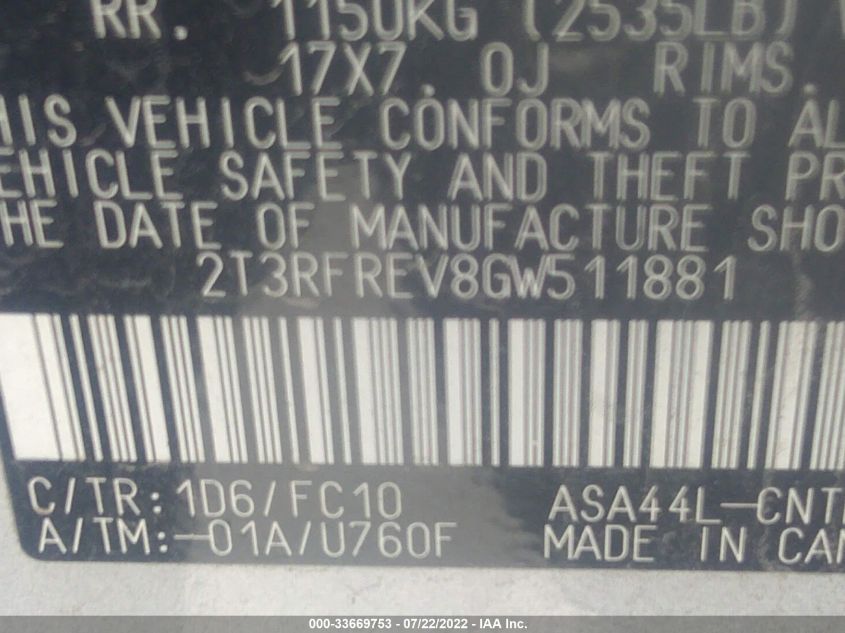 RR. 1150KG (2535LB)
17X7.0J RIMS.
HIS VEHICLE CONFORMS TO AL
EHICLE SAFETY AND THEFT PR
HE DATE OF MANUFACTURE SHO
2T3RFREV8GW511881
C/TR:1D6/FC10 ASA44L-CNT
A/TM:-01A/U760F MADE IN CAN
000-33669753 - 07/22/2022 - IAA Inc.